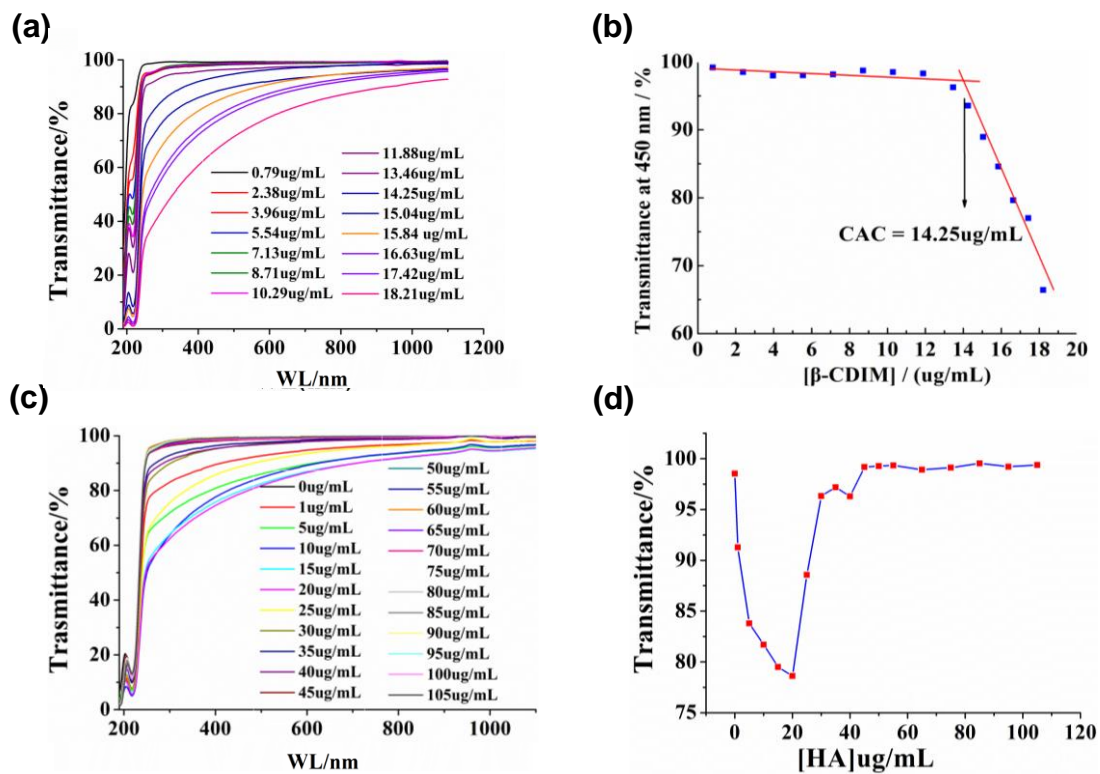 (a)
100
80
60
40
20
0
Transmittance/%
0.79ug/mL
2.38ug/mL
3.96ug/mL
5.54ug/mL
7.13ug/mL
8.71ug/mL
10.29ug/mL
11.88ug/mL
13.46ug/mL
14.25ug/mL
15.04ug/mL
15.84 ug/mL
16.63ug/mL
17.42ug/mL
18.21ug/mL
200 400 600 800 1000 1200
WL/nm
(b)
100
90
80
70
60
Transmittance at 450 nm / %
CAC = 14.25ug/mL
0 2 4 6 8 10 12 14 16 18 20
[β-CDIM] / (ug/mL)
(c)
100
80
60
40
20
0
Trasmittance/%
0ug/mL
1ug/mL
5ug/mL
10ug/mL
15ug/mL
20ug/mL
25ug/mL
30ug/mL
35ug/mL
40ug/mL
45ug/mL
50ug/mL
55ug/mL
60ug/mL
65ug/mL
70ug/mL
75ug/mL
80ug/mL
85ug/mL
90ug/mL
95ug/mL
100ug/mL
105ug/mL
200 400 600 800 1000
WL/nm
(d)
105
100
95
90
85
80
75
Transmittance/%
0 20 40 60 80 100 120
[HA]ug/mL